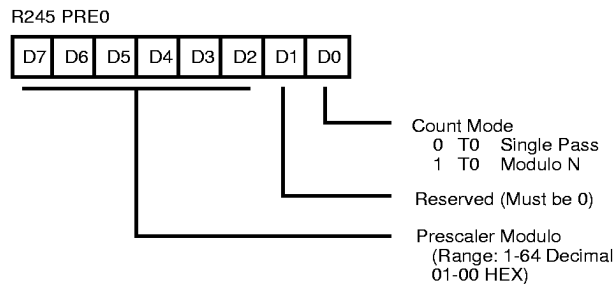 R245 PRE0
D7 D6 D5 D4 D3 D2 D1 D0
Count Mode
0 T0 Single Pass
1 T0 Modulo N
Reserved (Must be 0)
Prescaler Modulo
(Range: 1-64 Decimal
01-00 HEX)